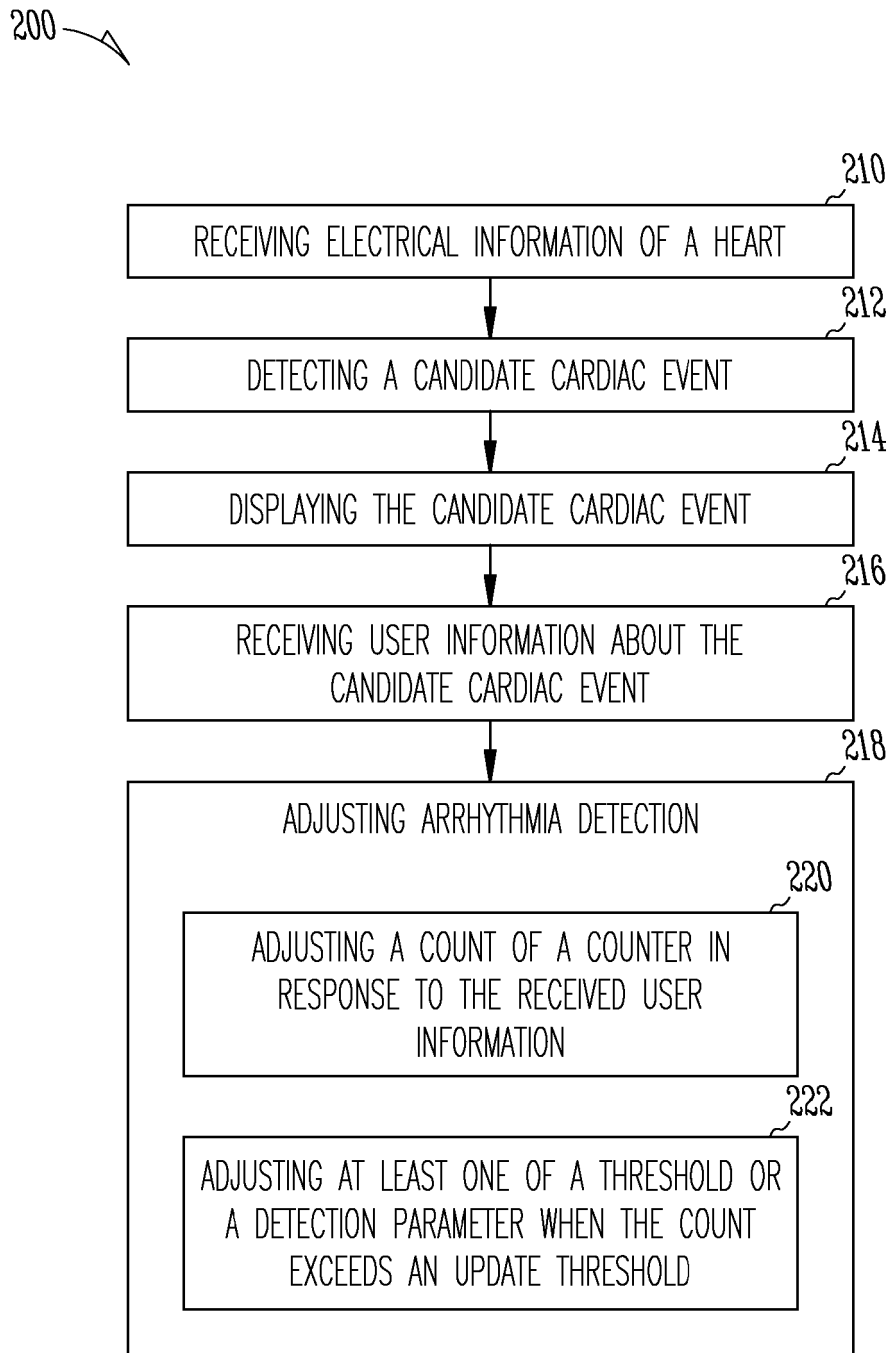 200
210
RECEIVING ELECTRICAL INFORMATION OF A HEART
212
DETECTING A CANDIDATE CARDIAC EVENT
214
DISPLAYING THE CANDIDATE CARDIAC EVENT
216
RECEIVING USER INFORMATION ABOUT THE
CANDIDATE CARDIAC EVENT
218
ADJUSTING ARRHYTHMIA DETECTION
220
ADJUSTING A COUNT OF A COUNTER IN
RESPONSE TO THE RECEIVED USER
INFORMATION
222
ADJUSTING AT LEAST ONE OF A THRESHOLD OR
A DETECTION PARAMETER WHEN THE COUNT
EXCEEDS AN UPDATE THRESHOLD